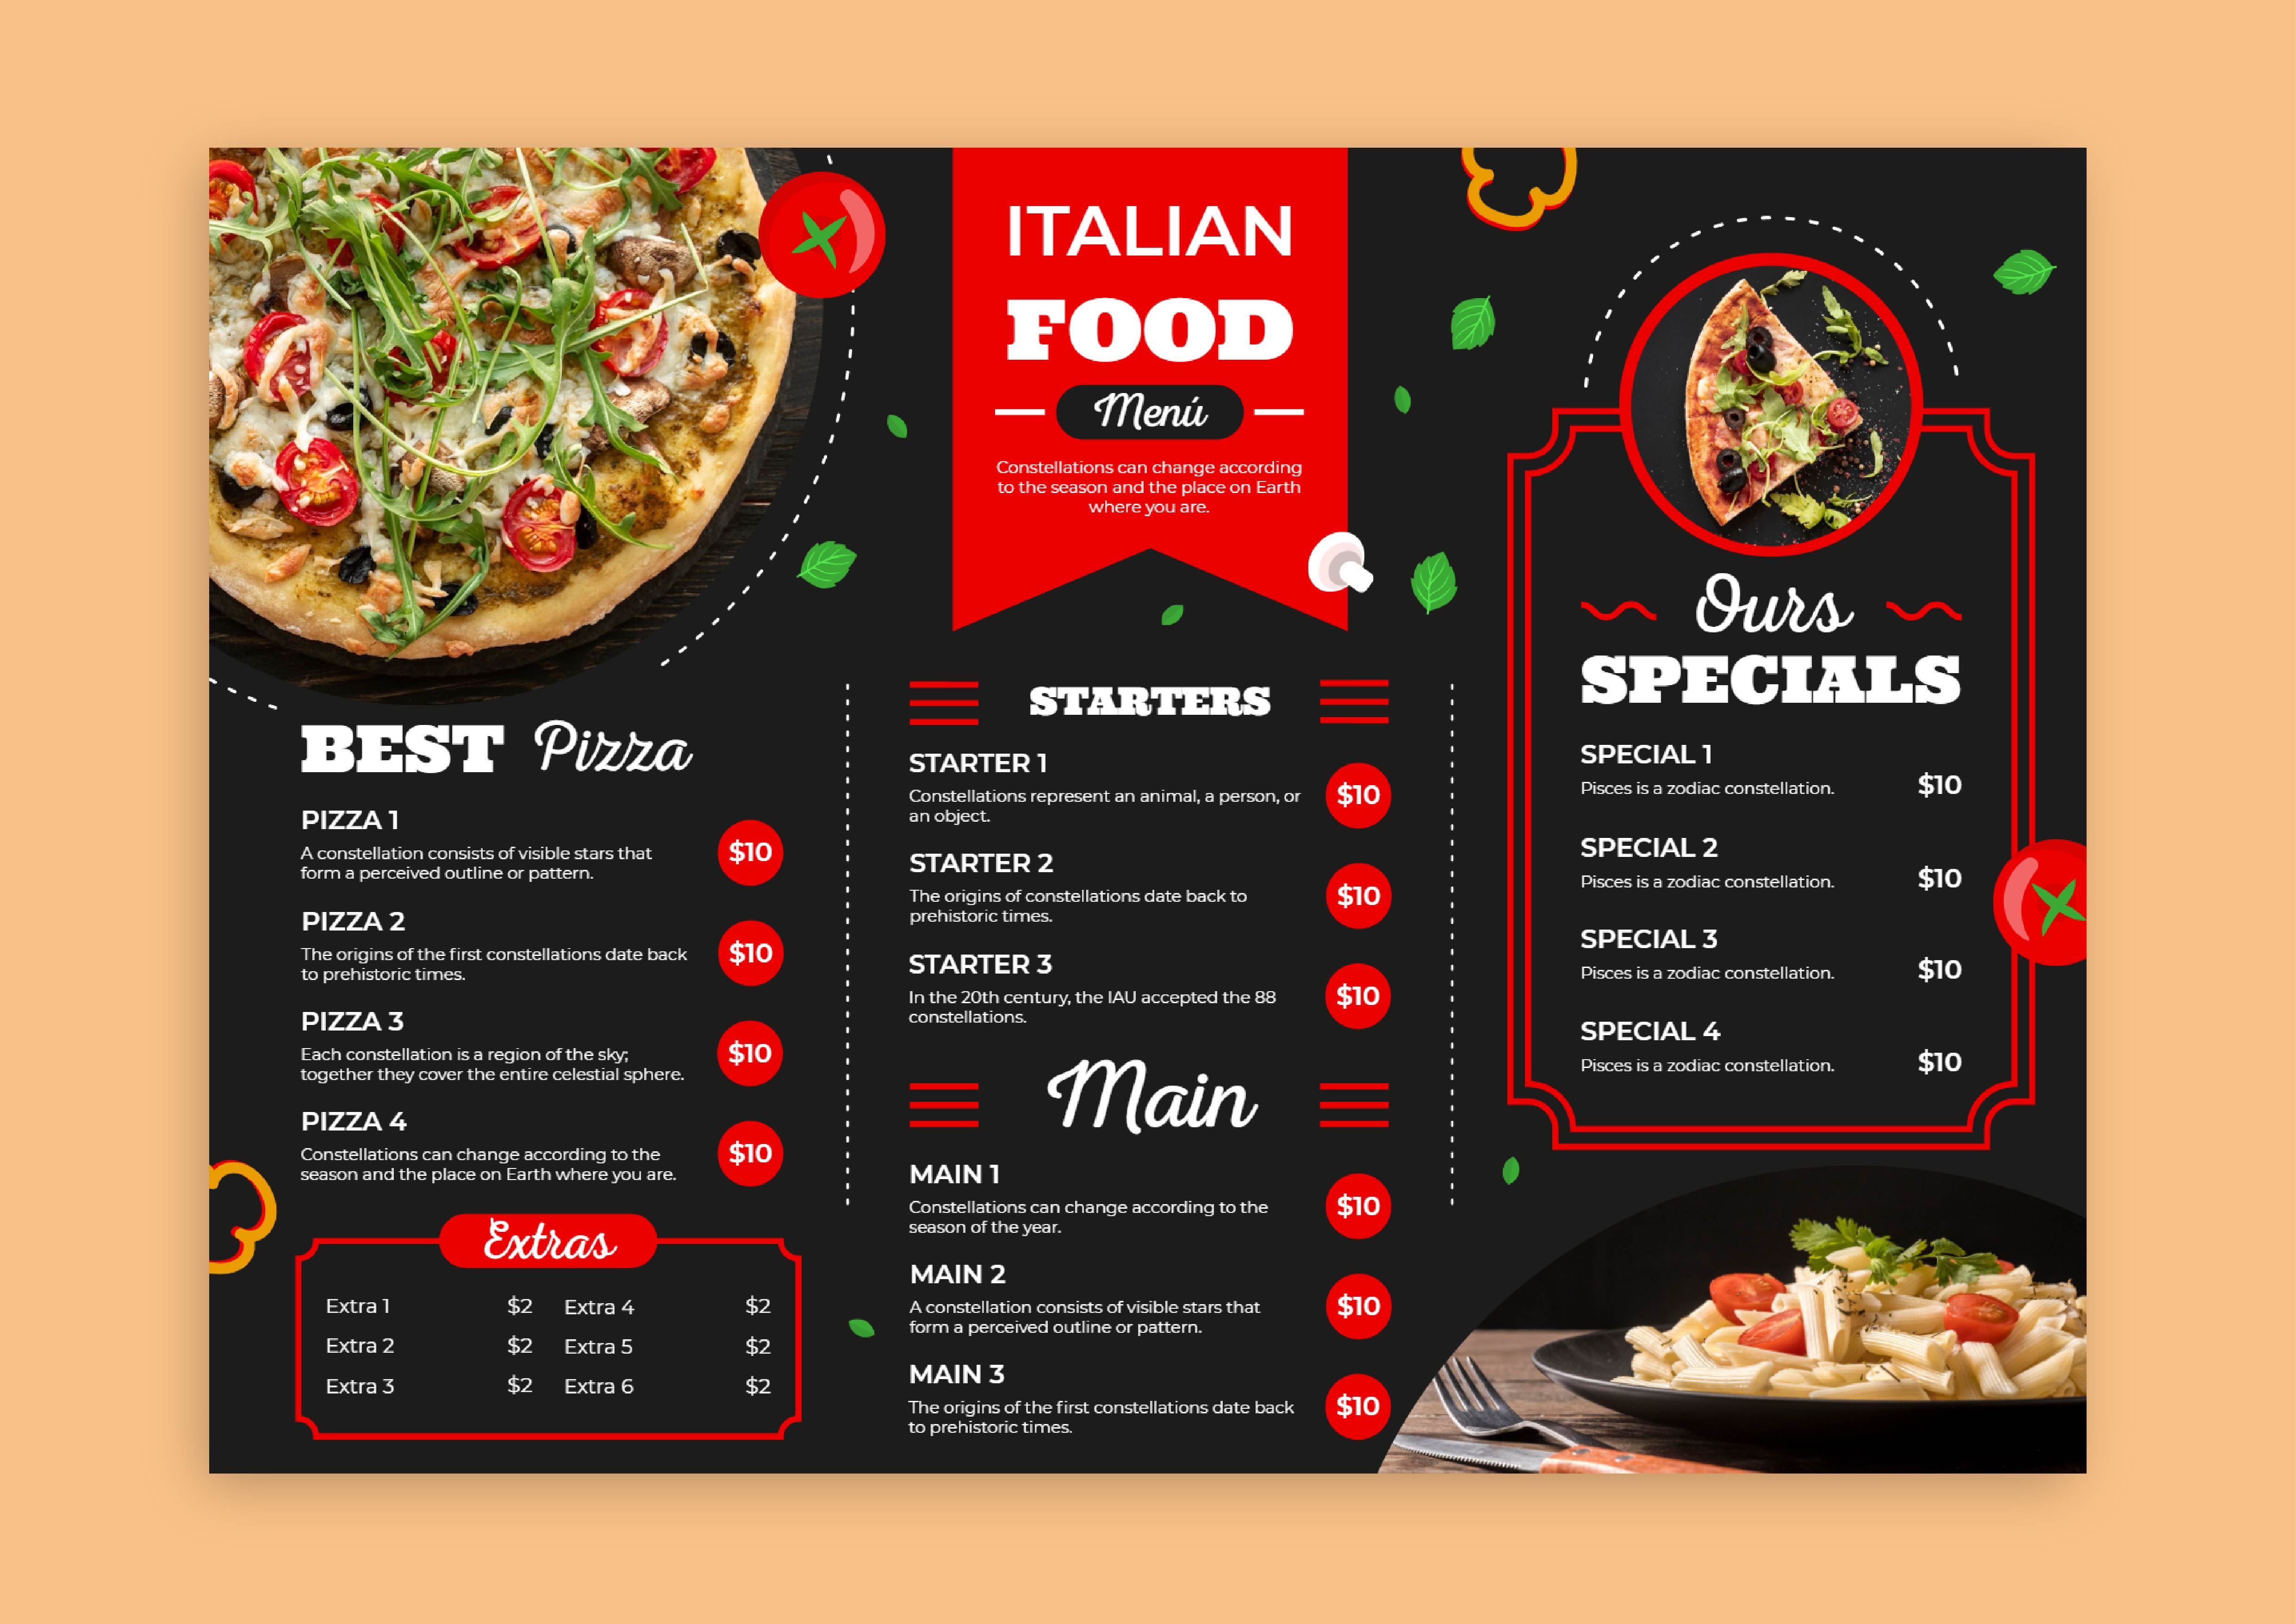 ITALIAN
FOOD
Menú
Constellations can change according
to the season and the place on Earth
where you are.
BEST Pizza
PIZZA 1
A constellation consists of visible stars that
form a perceived outline or pattern.
$10
PIZZA 2
The origins of the first constellations date back
to prehistoric times.
$10
PIZZA 3
Each constellation is a region of the sky;
together they cover the entire celestial sphere.
$10
PIZZA 4
Constellations can change according to the
season and the place on Earth where you are.
$10
Extras
Extra 1 $2 Extra 4 $2
Extra 2 $2 Extra 5 $2
Extra 3 $2 Extra 6 $2
STARTERS
STARTER 1
Constellations represent an animal, a person, or
an object.
$10
STARTER 2
The origins of constellations date back to
prehistoric times.
$10
STARTER 3
In the 20th century, the IAU accepted the 88
constellations.
$10
Main
MAIN 1
Constellations can change according to the
season of the year.
$10
MAIN 2
A constellation consists of visible stars that
form a perceived outline or pattern.
$10
MAIN 3
The origins of the first constellations date back
to prehistoric times.
$10
Ours
SPECIALS
SPECIAL 1
Pisces is a zodiac constellation. $10
SPECIAL 2
Pisces is a zodiac constellation. $10
SPECIAL 3
Pisces is a zodiac constellation. $10
SPECIAL 4
Pisces is a zodiac constellation. $10